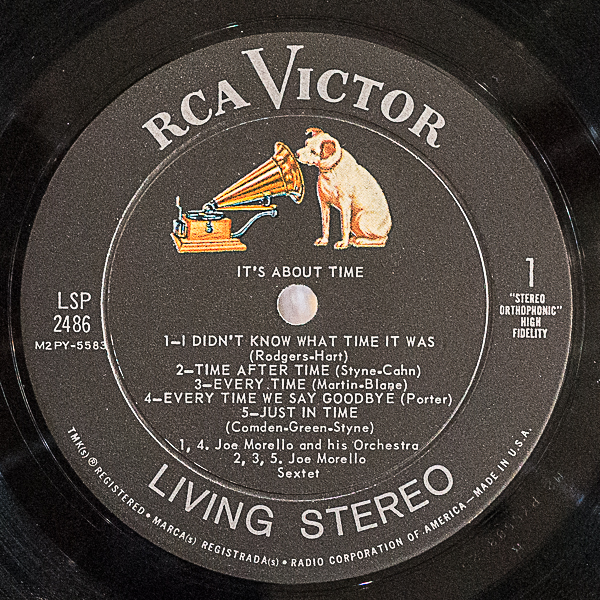 RCA VICTOR
IT'S ABOUT TIME
LSP
2486
M2PY-5583
1
"STEREO
ORTHOPHONIC"
HIGH
FIDELITY
1—I DIDN'T KNOW WHAT TIME IT WAS
(Rodgers-Hart)
2—TIME AFTER TIME (Styne-Cahn)
3—EVERY TIME (Martin-Blane)
4—EVERY TIME WE SAY GOODBYE (Porter)
5—JUST IN TIME
(Comden-Green-Styne)
1, 4. Joe Morello and his Orchestra
2, 3, 5. Joe Morello
Sextet
LIVING STEREO
TMK(s) ® REGISTERED • MARCA(s) REGISTRADA(s) • RADIO CORPORATION OF AMERICA—MADE IN U.S.A.